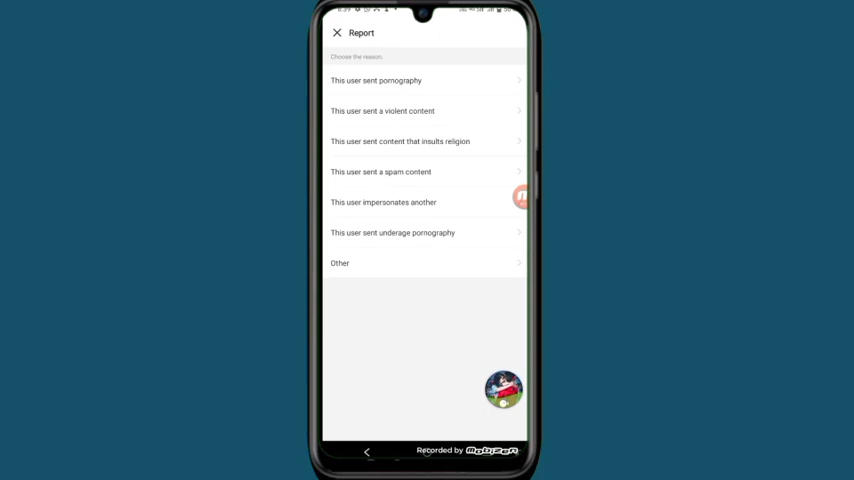 Report
Choose the reason.
This user sent pornography
This user sent a violent content
This user sent content that insults religion
This user sent a spam content
This user impersonates another
This user sent underage pornography
Other
Recorded by mobizen